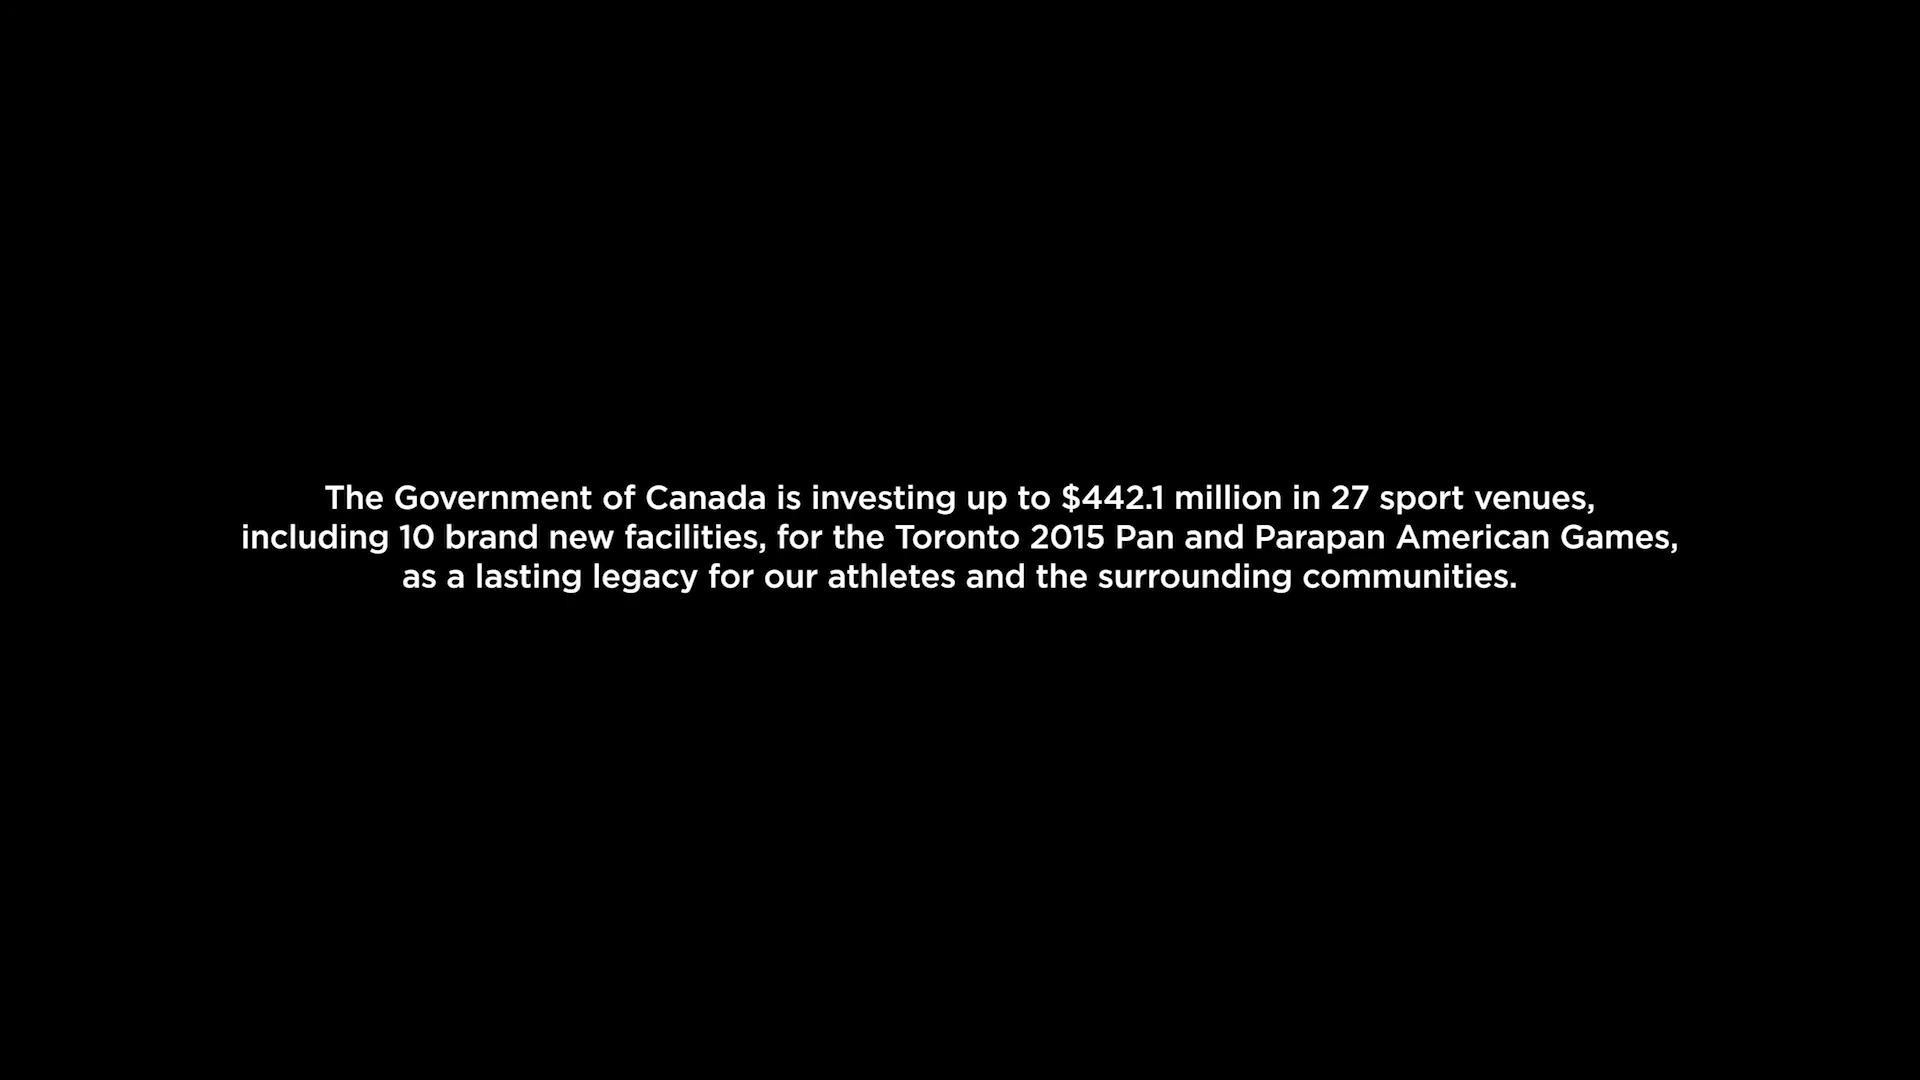 The Government of Canada is investing up to $442.1 million in 27 sport venues,
including 10 brand new facilities, for the Toronto 2015 Pan and Parapan American Games,
as a lasting legacy for our athletes and the surrounding communities.